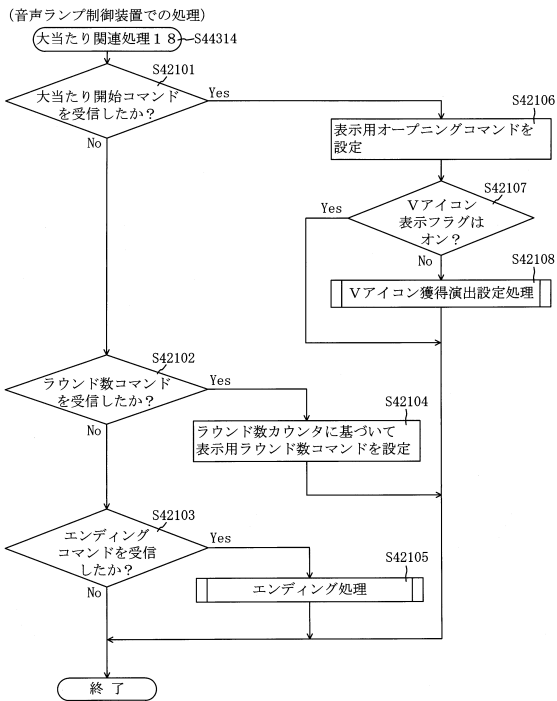 (音声ランプ制御装置での処理)
大当たり関連処理18
S44314
S42101
大当たり開始コマンド
を受信したか?
Yes
No
S42106
表示用オープニングコマンドを
設定
S42107
Vアイコン
表示フラグは
オン?
Yes
No
S42108
Vアイコン獲得演出設定処理
S42102
ラウンド数コマンド
を受信したか?
Yes
No
S42104
ラウンド数カウンタに基づいて
表示用ラウンド数コマンドを設定
S42103
エンディング
コマンドを受信
したか?
Yes
No
S42105
エンディング処理
終了